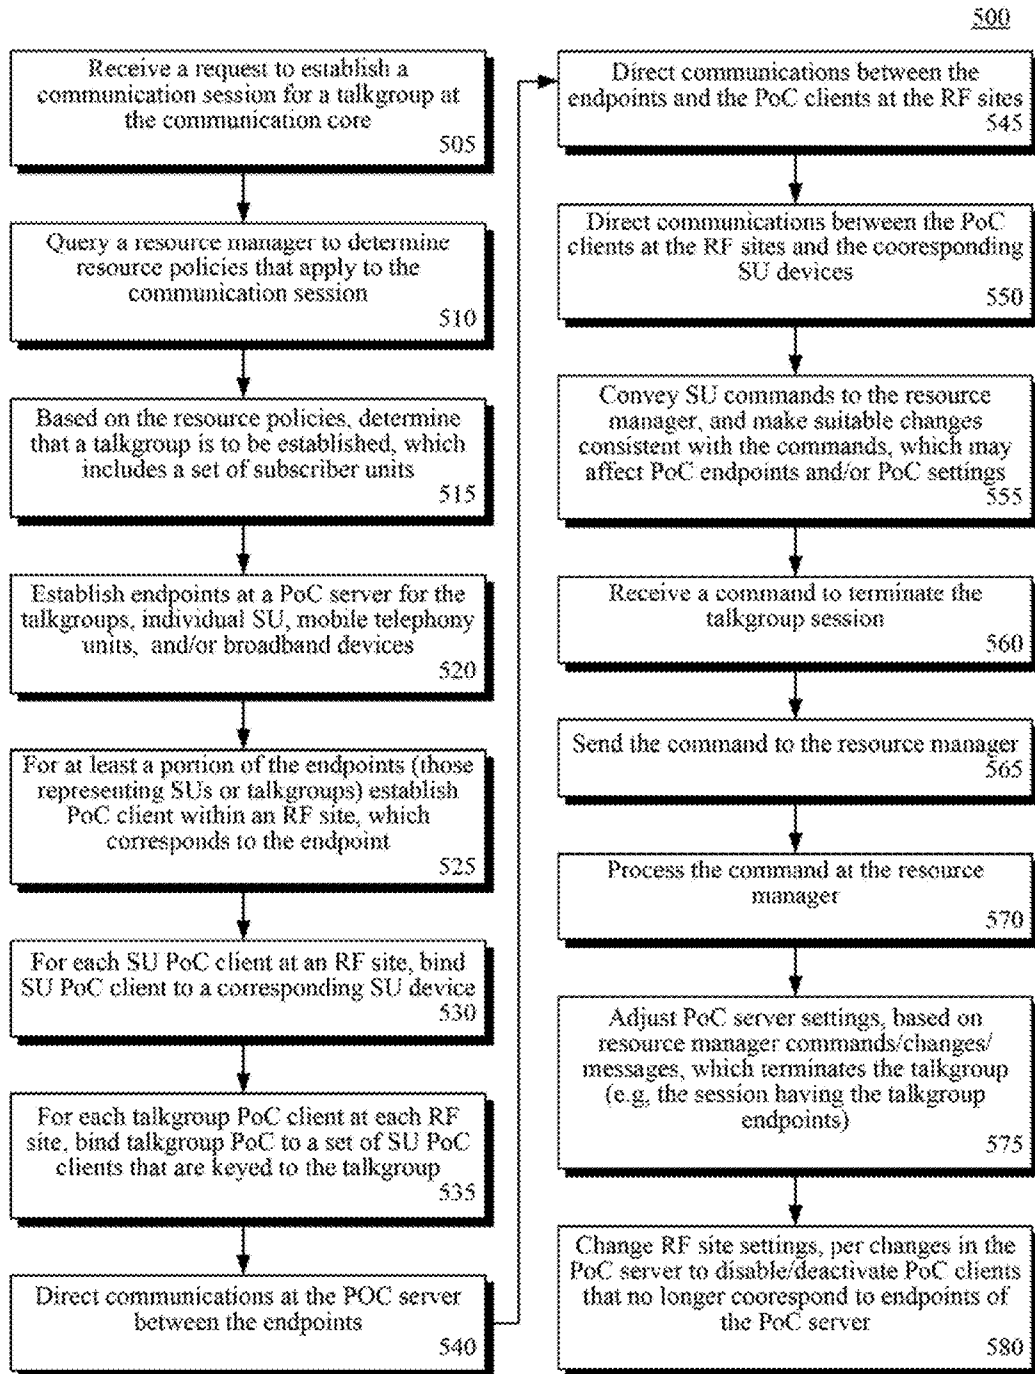 500
Receive a request to establish a
communication session for a talkgroup at
the communication core
505
Query a resource manager to determine
resource policies that apply to the
communication session
510
Based on the resource policies, determine
that a talkgroup is to be established, which
includes a set of subscriber units
515
Establish endpoints at a PoC server for the
talkgroups, individual SU, mobile telephony
units, and/or broadband devices
520
For at least a portion of the endpoints (those
representing SUs or talkgroups) establish
PoC client within an RF site, which
corresponds to the endpoint
525
For each SU PoC client at an RF site, bind
SU PoC client to a corresponding SU device
530
For each talkgroup PoC client at each RF
site, bind talkgroup PoC to a set of SU PoC
clients that are keyed to the talkgroup
535
Direct communications at the POC server
between the endpoints
540
Direct communications between the
endpoints and the PoC clients at the RF sites
545
Direct communications between the PoC
clients at the RF sites and the cooresponding
SU devices
550
Convey SU commands to the resource
manager, and make suitable changes
consistent with the commands, which may
affect PoC endpoints and/or PoC settings
555
Receive a command to terminate the
talkgroup session
560
Send the command to the resource manager
565
Process the command at the resource
manager
570
Adjust PoC server settings, based on
resource manager commands/changes/
messages, which terminates the talkgroup
(e.g, the session having the talkgroup
endpoints)
575
Change RF site settings, per changes in the
PoC server to disable/deactivate PoC clients
that no longer coorespond to endpoints of
the PoC server
580